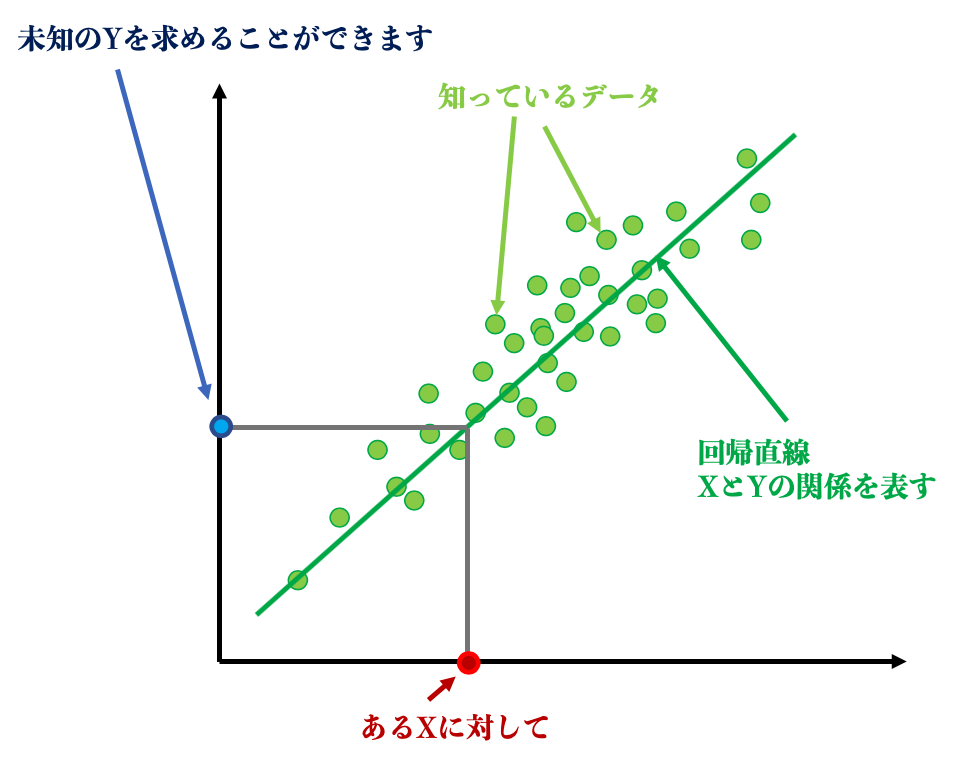 未知のYを求めることができます
知っているデータ
回帰直線
XとYの関係を表す
あるXに対して